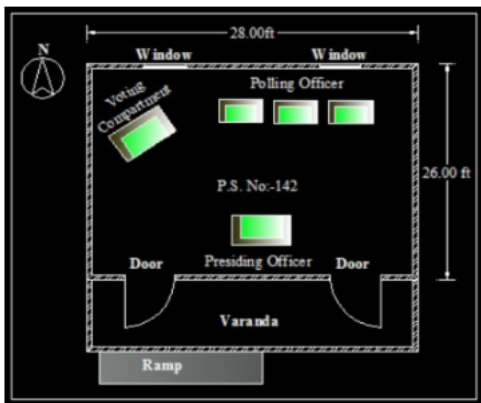 28.00ft
N
Window
Window
Voting
Compartment
Polling Officer
26.00 ft
P.S. No:-142
Presiding Officer
Door
Door
Varanda
Ramp